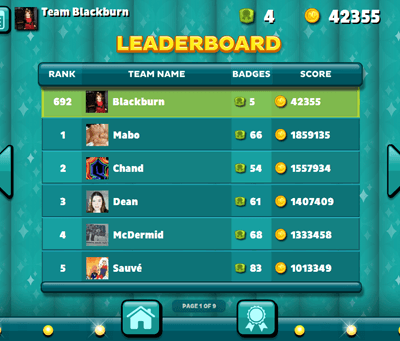 Team Blackburn
4
42355
LEADERBOARD
RANK TEAM NAME BADGES SCORE
692 Blackburn 5 42355
1 Mabo 66 1859135
2 Chand 54 1557934
3 Dean 61 1407409
4 McDermid 68 1333458
5 Sauvé 83 1013349
PAGE 1 OF 9